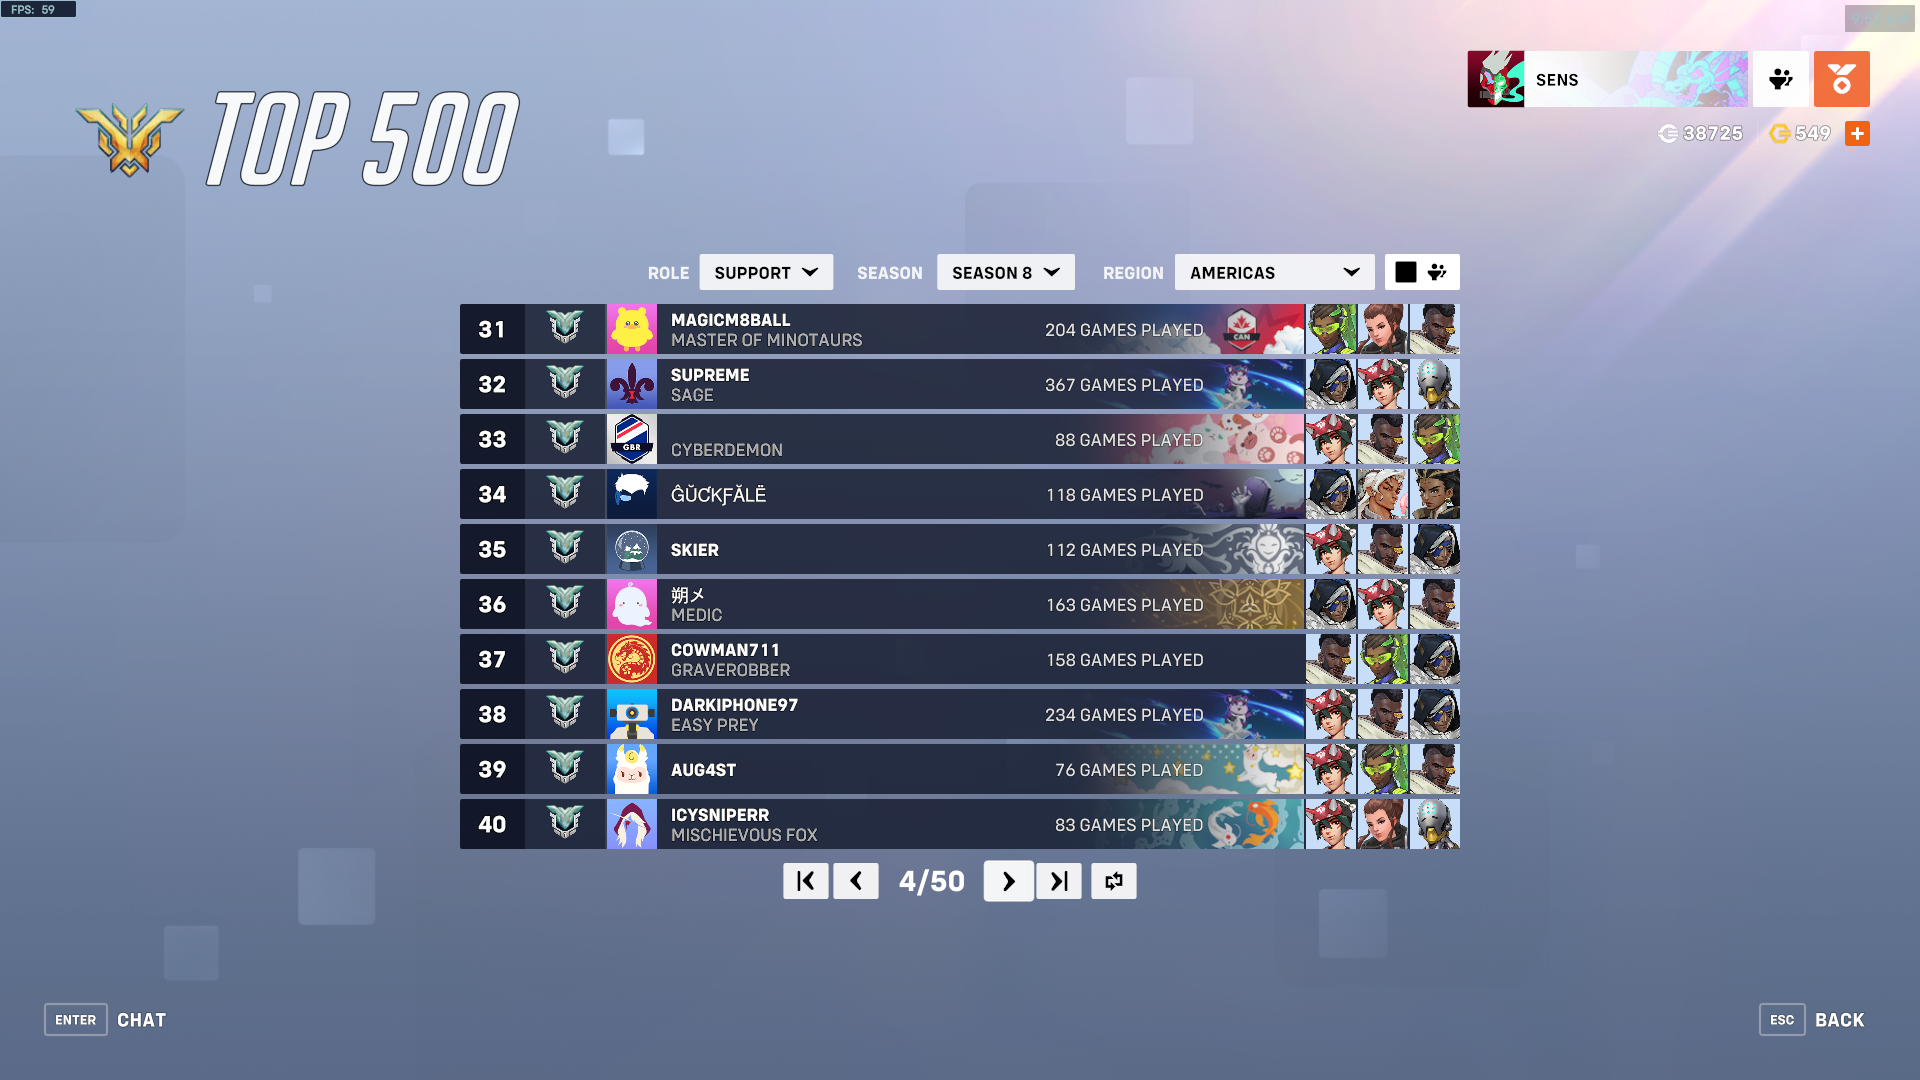 FPS: 59
SENS
38725
549
TOP 500
ROLE SUPPORT SEASON SEASON 8 REGION AMERICAS
31 MAGICM8BALL
MASTER OF MINOTAURS
204 GAMES PLAYED
CAN
32 SUPREME
SAGE
367 GAMES PLAYED
33 CYBERDEMON
GBR
88 GAMES PLAYED
34 ĜŬƇKƑĂLË
118 GAMES PLAYED
35 SKIER
112 GAMES PLAYED
36 朔メ
MEDIC
163 GAMES PLAYED
37 COWMAN711
GRAVEROBBER
158 GAMES PLAYED
38 DARKIPHONE97
EASY PREY
234 GAMES PLAYED
39 AUG4ST
76 GAMES PLAYED
40 ICYSNIPERR
MISCHIEVOUS FOX
83 GAMES PLAYED
4/50
ENTER CHAT
ESC BACK